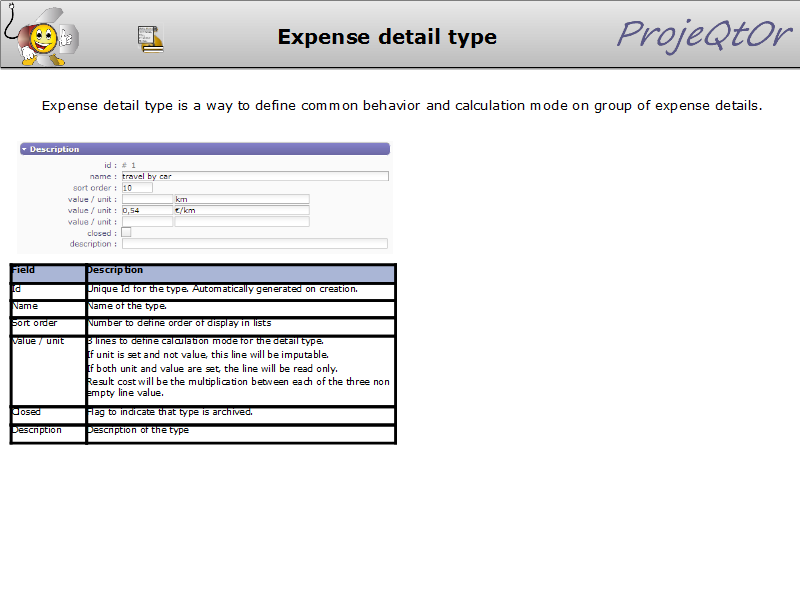 Expense detail type
ProjeQtOr
Expense detail type is a way to define common behavior and calculation mode on group of expense details.
Description
id : # 1
name : travel by car
sort order : 10
value / unit : km
value / unit : 0,54 €/km
value / unit :
closed :
description :
Field Description
Id Unique Id for the type. Automatically generated on creation.
Name Name of the type.
Sort order Number to define order of display in lists
Value / unit 3 lines to define calculation mode for the detail type.
If unit is set and not value, this line will be imputable.
If both unit and value are set, the line will be read only.
Result cost will be the multiplication between each of the three non
empty line value.
Closed Flag to indicate that type is archived.
Description Description of the type